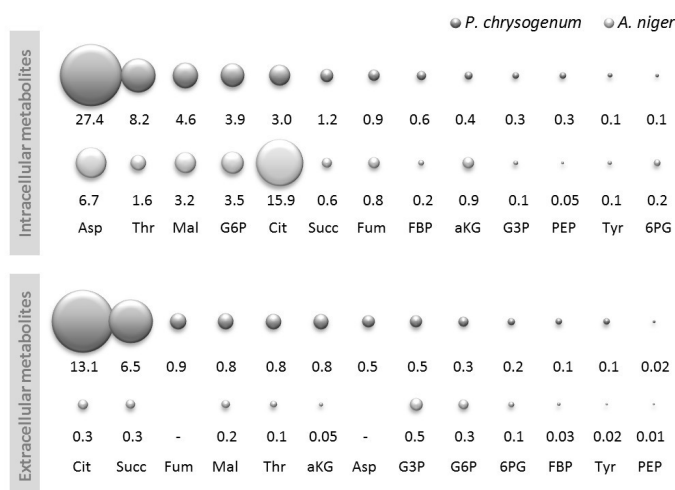 P. chrysogenum A. niger
Intracellular metabolites
27.4 8.2 4.6 3.9 3.0 1.2 0.9 0.6 0.4 0.3 0.3 0.1 0.1
6.7 1.6 3.2 3.5 15.9 0.6 0.8 0.2 0.9 0.1 0.05 0.1 0.2
Asp Thr Mal G6P Cit Succ Fum FBP aKG G3P PEP Tyr 6PG
Extracellular metabolites
13.1 6.5 0.9 0.8 0.8 0.8 0.5 0.5 0.3 0.2 0.1 0.1 0.02
0.3 0.3 - 0.2 0.1 0.05 - 0.5 0.3 0.1 0.03 0.02 0.01
Cit Succ Fum Mal Thr aKG Asp G3P G6P 6PG FBP Tyr PEP